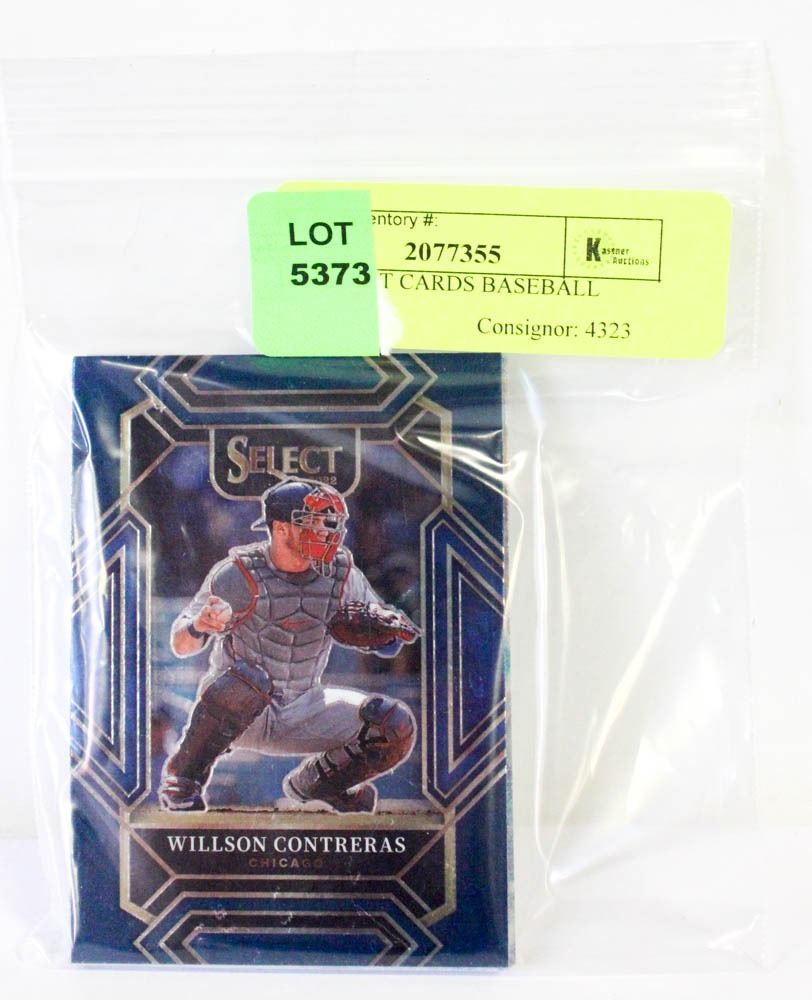 LOT
5373
entory #:
2077355
Kastner
Auctions
T CARDS BASEBALL
Consignor: 4323
SELECT
WILLSON CONTRERAS
CHICAGO